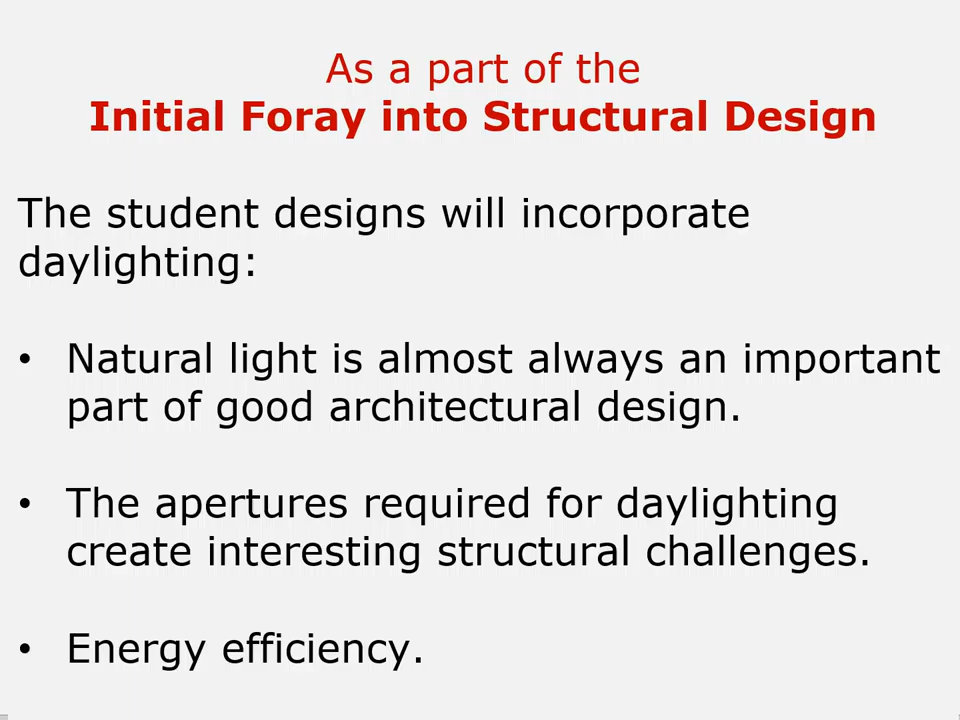 As a part of the
Initial Foray into Structural Design
The student designs will incorporate
daylighting:
• Natural light is almost always an important
part of good architectural design.
• The apertures required for daylighting
create interesting structural challenges.
• Energy efficiency.